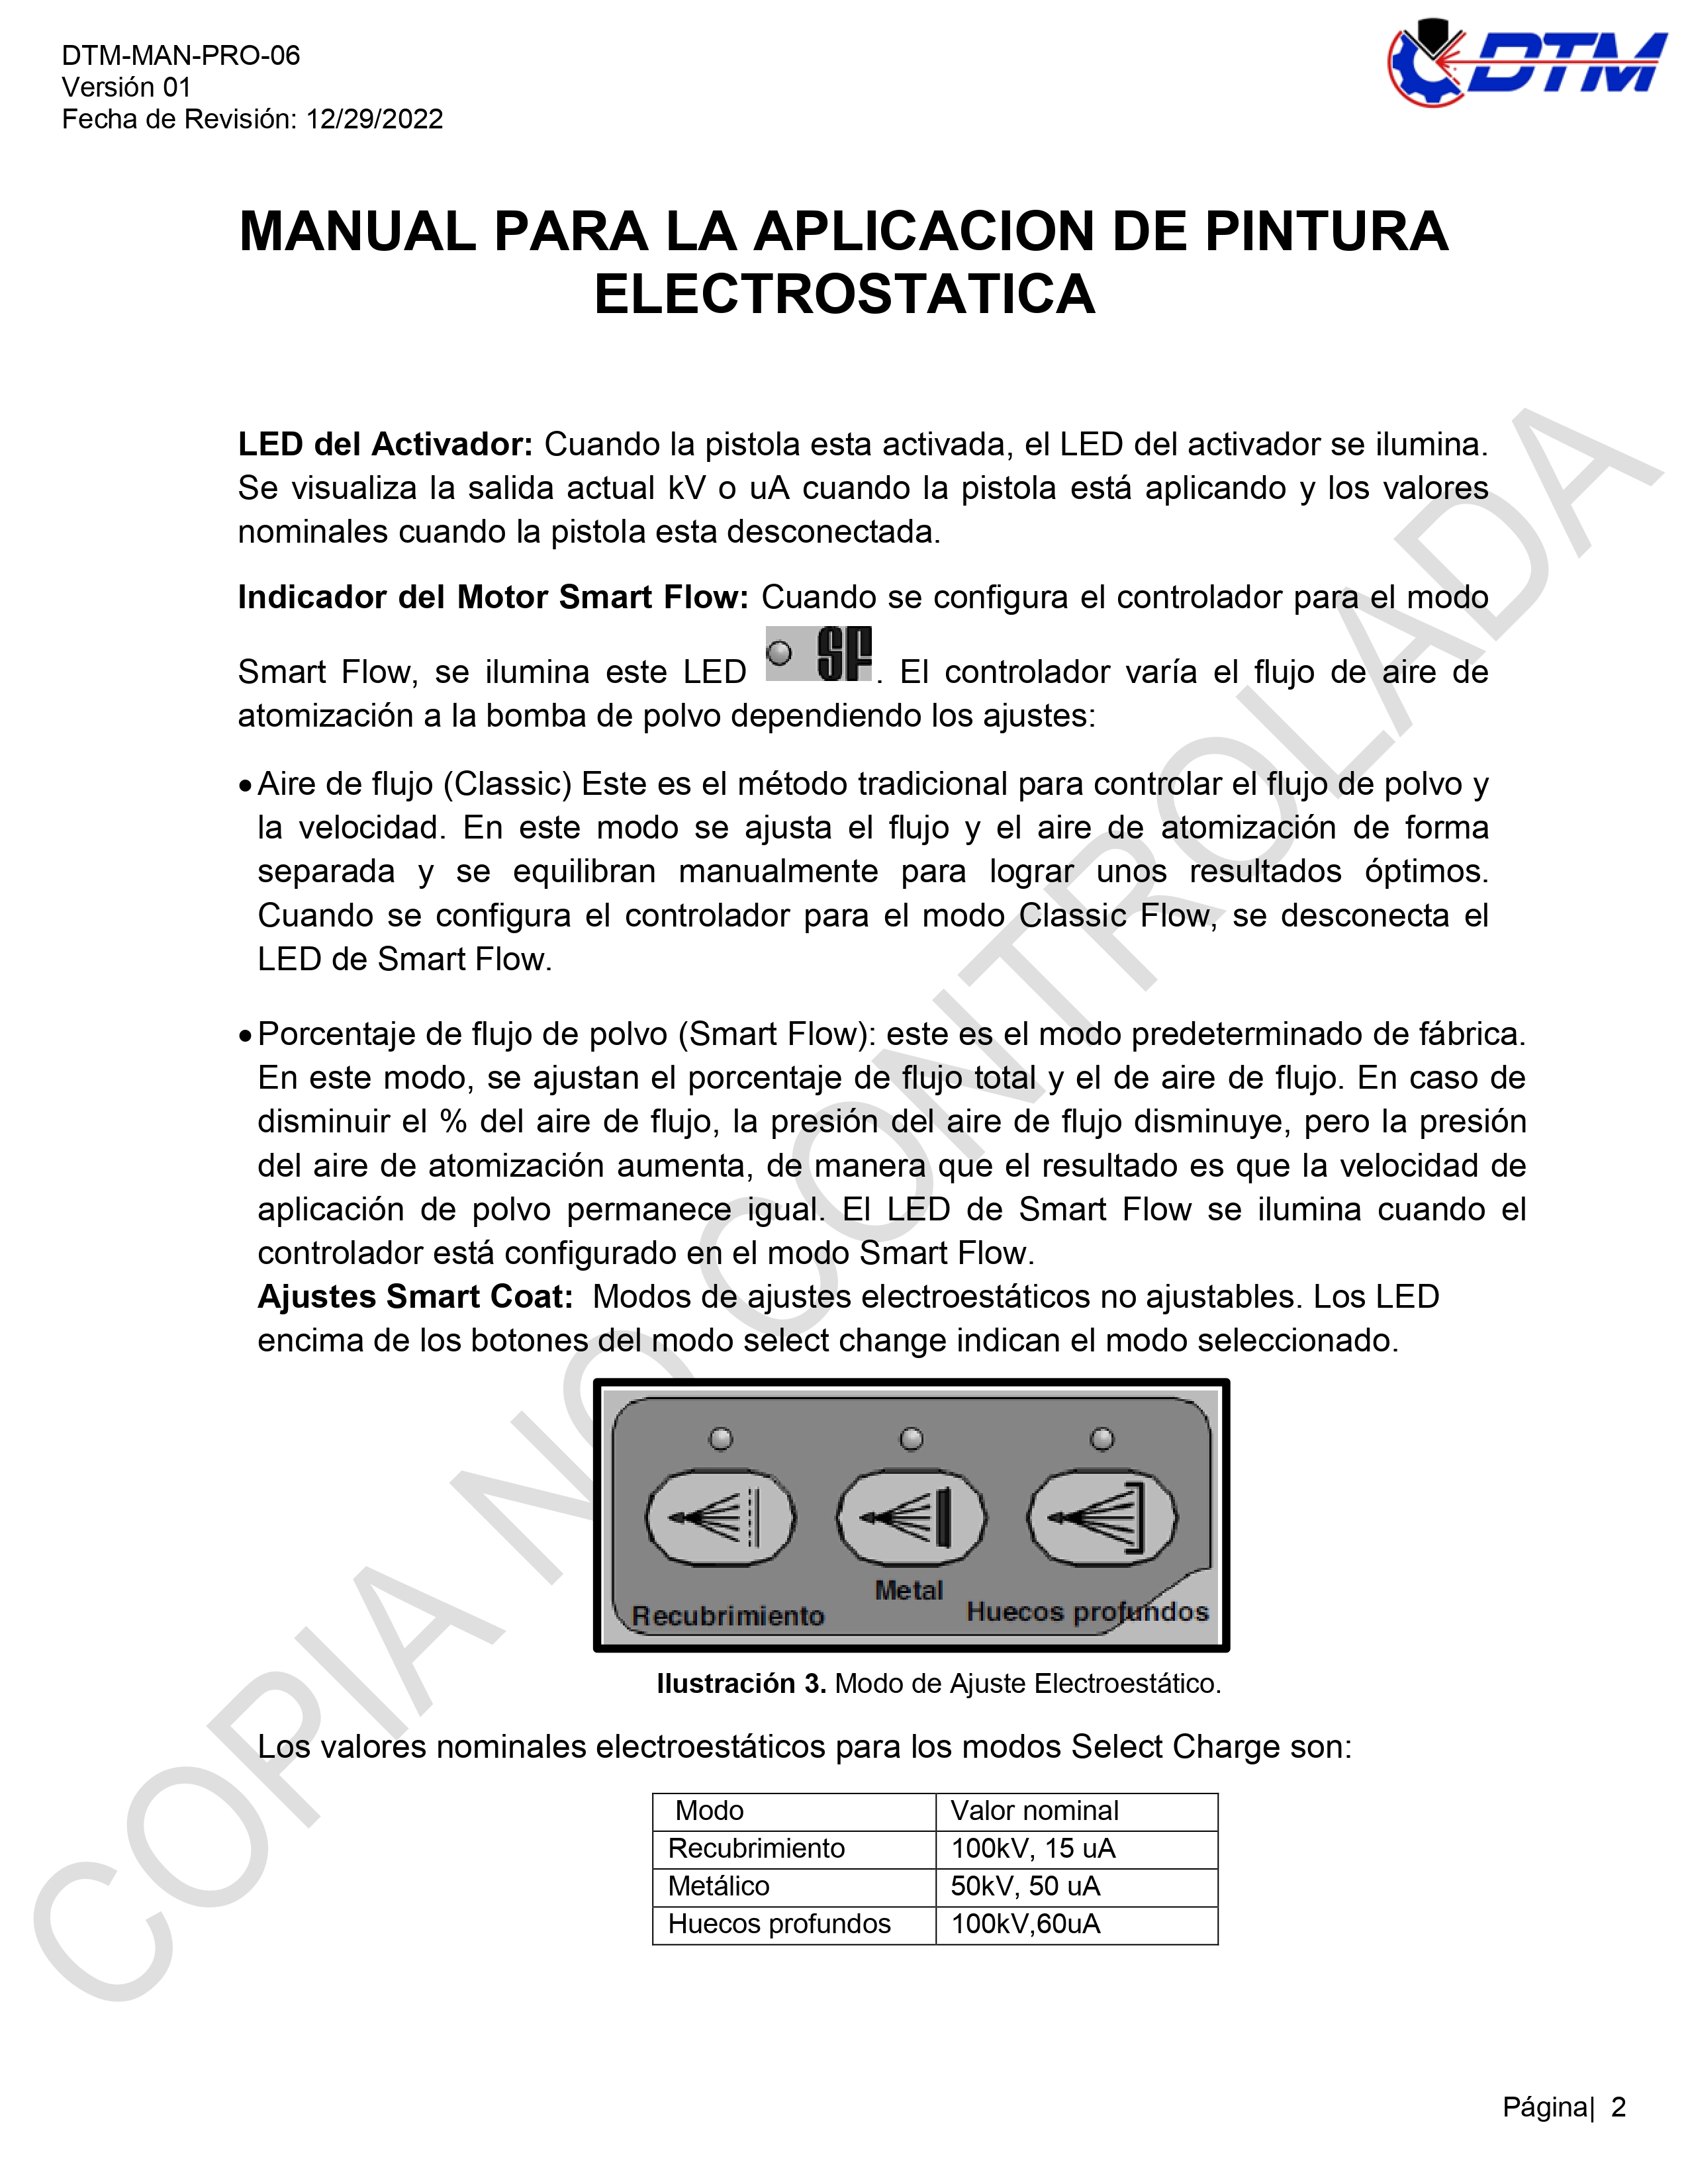 DTM-MAN-PRO-06
Versión 01
Fecha de Revisión: 12/29/2022
DTM
MANUAL PARA LA APLICACION DE PINTURA
ELECTROSTATICA
LED del Activador: Cuando la pistola esta activada, el LED del activador se ilumina.
Se visualiza la salida actual kV o uA cuando la pistola está aplicando y los valores
nominales cuando la pistola esta desconectada.
Indicador del Motor Smart Flow: Cuando se configura el controlador para el modo
Smart Flow, se ilumina este LED SF. El controlador varía el flujo de aire de
atomización a la bomba de polvo dependiendo los ajustes:
• Aire de flujo (Classic) Este es el método tradicional para controlar el flujo de polvo y
la velocidad. En este modo se ajusta el flujo y el aire de atomización de forma
separada y se equilibran manualmente para lograr unos resultados óptimos.
Cuando se configura el controlador para el modo Classic Flow, se desconecta el
LED de Smart Flow.
• Porcentaje de flujo de polvo (Smart Flow): este es el modo predeterminado de fábrica.
En este modo, se ajustan el porcentaje de flujo total y el de aire de flujo. En caso de
disminuir el % del aire de flujo, la presión del aire de flujo disminuye, pero la presión
del aire de atomización aumenta, de manera que el resultado es que la velocidad de
aplicación de polvo permanece igual. El LED de Smart Flow se ilumina cuando el
controlador está configurado en el modo Smart Flow.
Ajustes Smart Coat: Modos de ajustes electroestáticos no ajustables. Los LED
encima de los botones del modo select change indican el modo seleccionado.
Recubrimiento Metal Huecos profundos
Ilustración 3. Modo de Ajuste Electroestático.
Los valores nominales electroestáticos para los modos Select Charge son:
Modo Valor nominal
Recubrimiento 100kV, 15 uA
Metálico 50kV, 50 uA
Huecos profundos 100kV,60uA
COPIA NO CONTROLADA
Página| 2